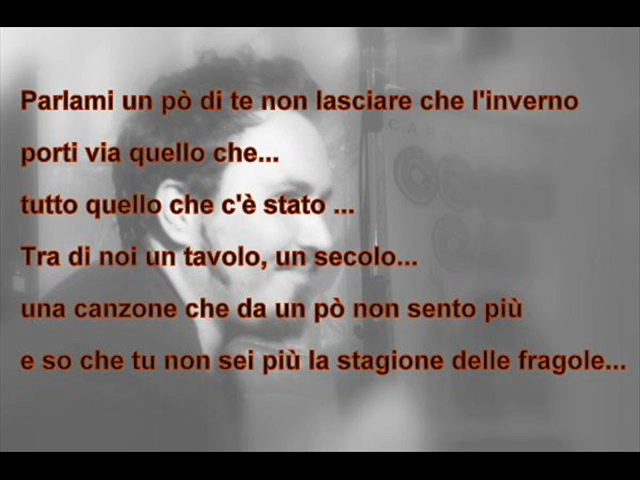 Parlami un pò di te non lasciare che l'inverno
porti via quello che...
tutto quello che c'è stato ...
Tra di noi un tavolo, un secolo...
una canzone che da un pò non sento più
e so che tu non sei più la stagione delle fragole...